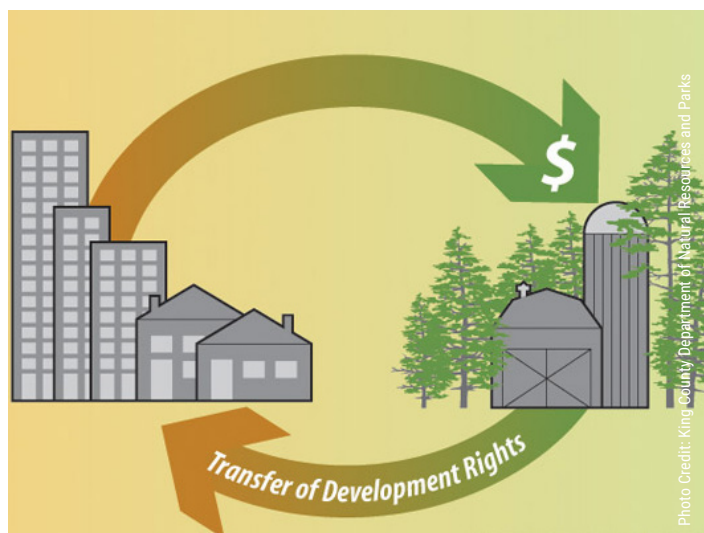 $
Transfer of Development Rights
Photo Credit: King County Department of Natural Resources and Parks